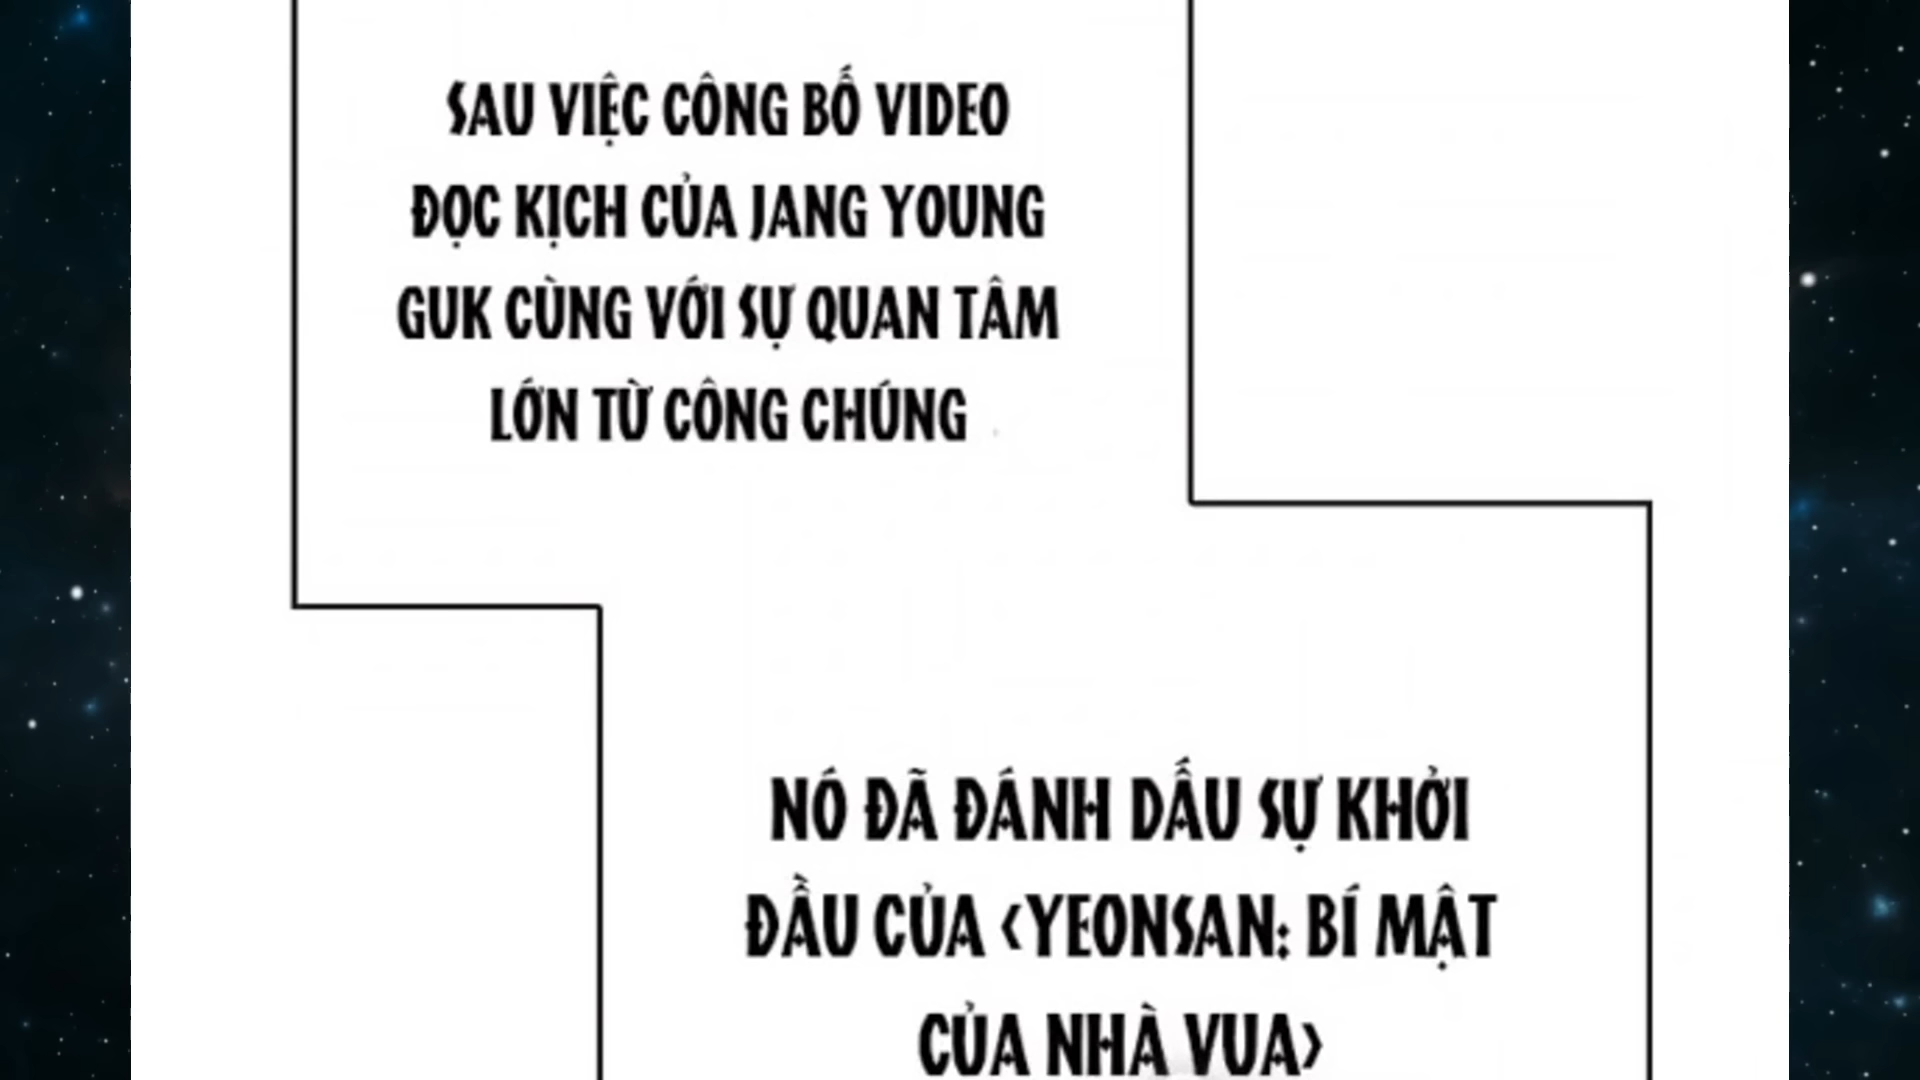 SAU VIỆC CÔNG BỐ VIDEO
ĐỌC KỊCH CỦA JANG YOUNG
GUK CÙNG VỚI SỰ QUAN TÂM
LỚN TỪ CÔNG CHÚNG
NÓ ĐÃ ĐÁNH DẤU SỰ KHỞI
ĐẦU CỦA <YEONSAN: BÍ MẬT
CỦA NHÀ VUA>